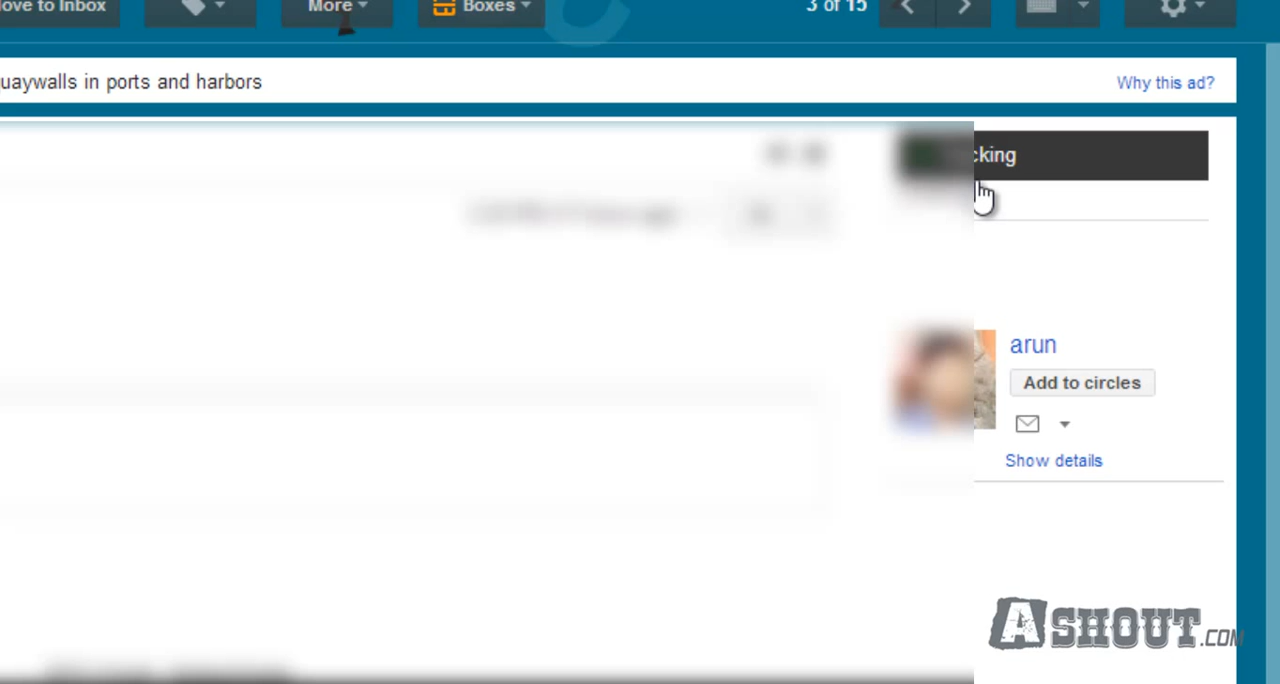 ove to Inbox
More
Boxes
3 of 15
uaywalls in ports and harbors
Why this ad?
cking
arun
Add to circles
Show details
ASHOUT.COM